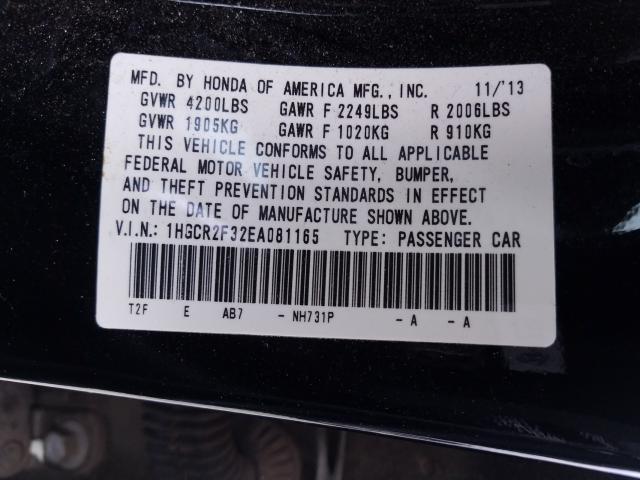 MFD. BY HONDA OF AMERICA MFG., INC. 11/'13
GVWR 4200LBS GAWR F 2249LBS R 2006LBS
GVWR 1905KG GAWR F 1020KG R 910KG
THIS VEHICLE CONFORMS TO ALL APPLICABLE
FEDERAL MOTOR VEHICLE SAFETY, BUMPER,
AND THEFT PREVENTION STANDARDS IN EFFECT
ON THE DATE OF MANUFACTURE SHOWN ABOVE.
V.I.N.: 1HGCR2F32EA081165 TYPE: PASSENGER CAR
T2F E AB7 - NH731P - A - A